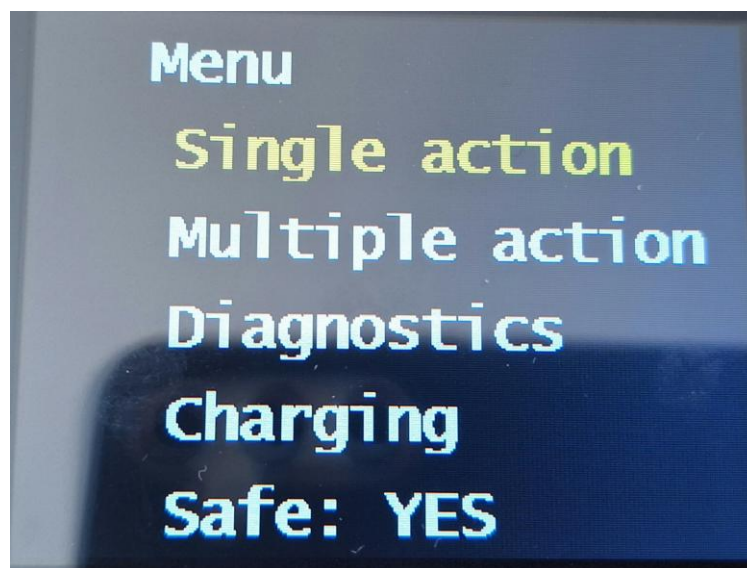 Menu
Single action
Multiple action
Diagnostics
Charging
Safe: YES